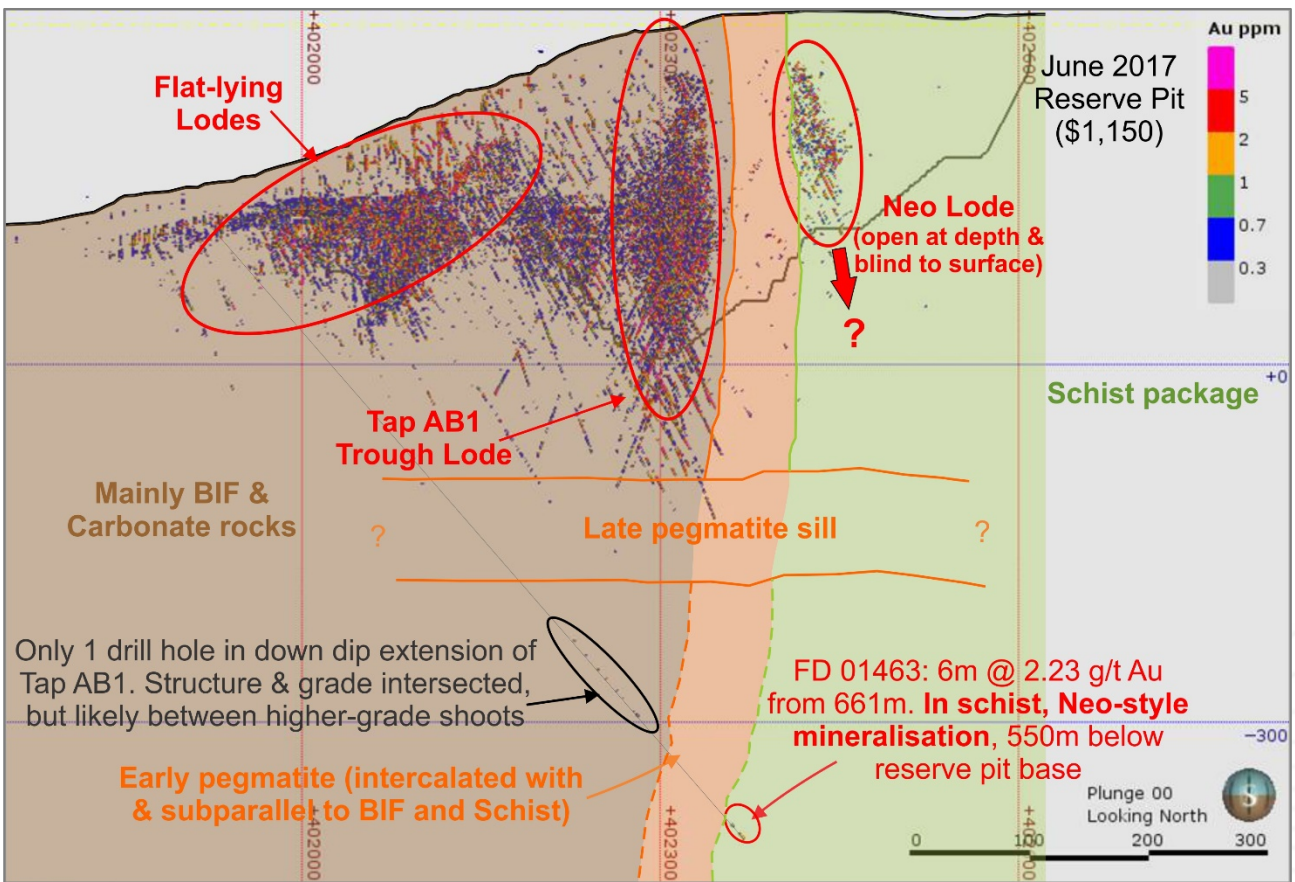 +402000
+402300
+402600
Au ppm
5
2
1
0.7
0.3
June 2017
Reserve Pit
($1,150)
Flat-lying
Lodes
Neo Lode
(open at depth &
blind to surface)
?
+0
Schist package
Tap AB1
Trough Lode
Mainly BIF &
Carbonate rocks
?
Late pegmatite sill
?
Only 1 drill hole in down dip extension of
Tap AB1. Structure & grade intersected,
but likely between higher-grade shoots
FD 01463: 6m @ 2.23 g/t Au
from 661m. In schist, Neo-style
mineralisation, 550m below
reserve pit base
−300
Early pegmatite (intercalated with
& subparallel to BIF and Schist)
Plunge 00
Looking North
S
0 100 200 300
+402000
+402300